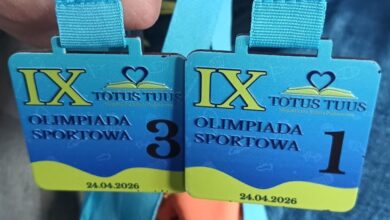 IX
TOTUS TUUS
OLIMPIADA
SPORTOWA
3
24.04.2026
IX
TOTUS TUUS
OLIMPIADA
SPORTOWA
1
24.04.2026